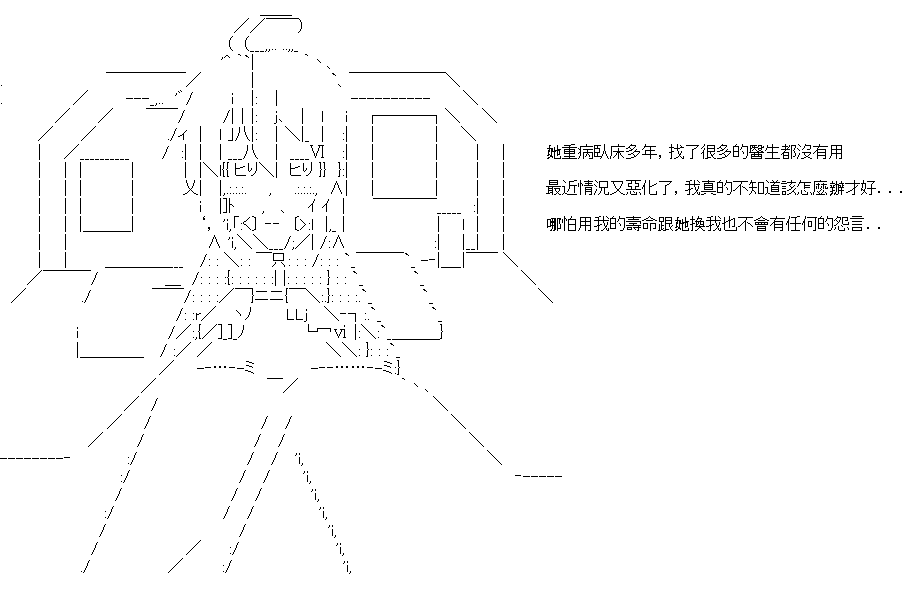 她重病臥床多年, 找了很多的醫生都沒有用
最近情況又惡化了, 我真的不知道該怎麼辦才好...
哪怕用我的壽命跟她換我也不會有任何的怨言..